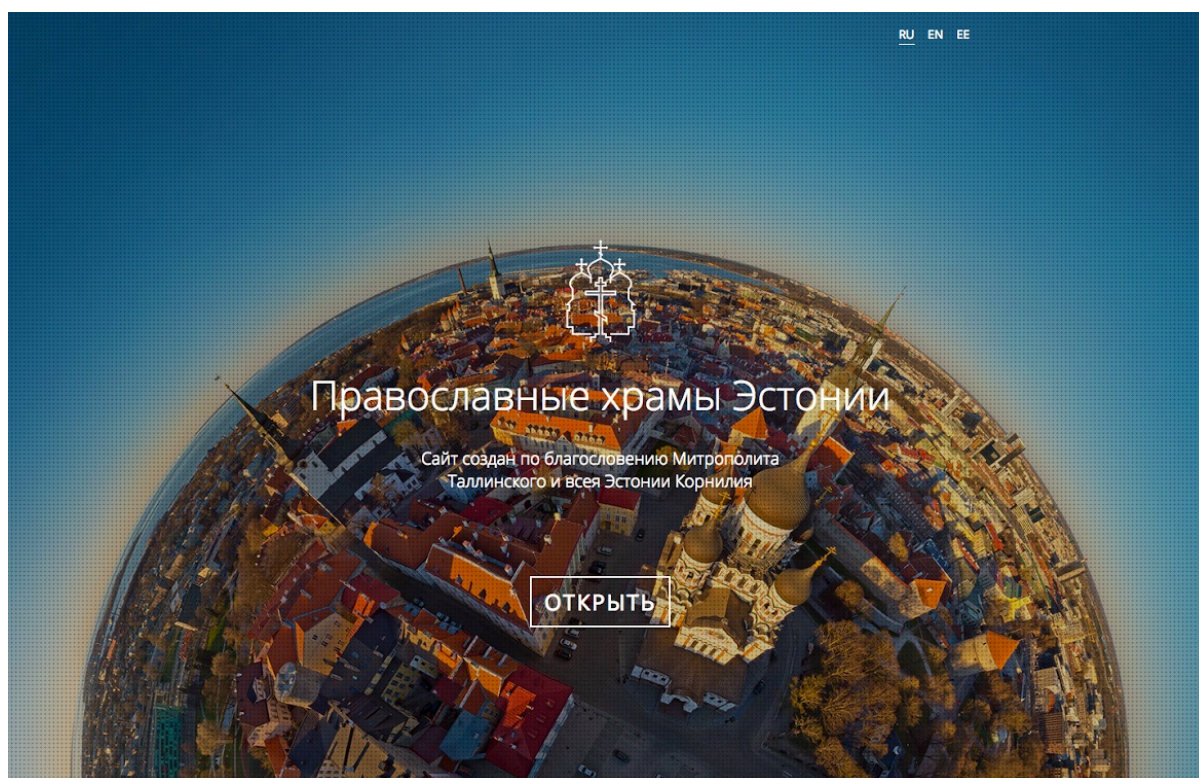 RU EN EE
Православные храмы Эстонии
Сайт создан по благословению Митрополита
Таллинского и всея Эстонии Корнилия
ОТКРЫТЬ